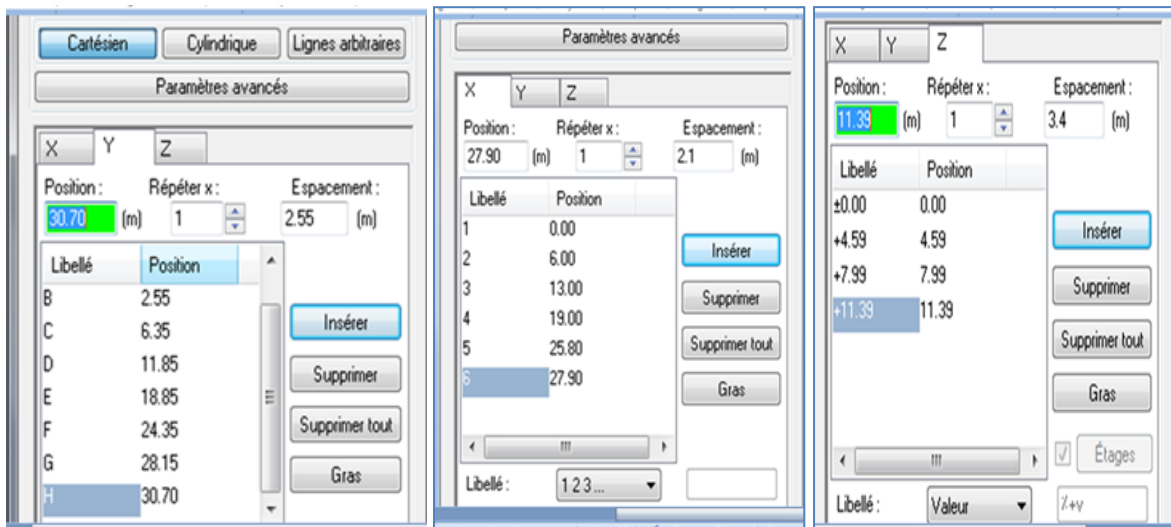 Cartésien Cylindrique Lignes arbitraires
Paramètres avancés
X Y Z
Position : Répéter x : Espacement :
30.70 (m) 1 2.55 (m)
Libellé Position
B 2.55
C 6.35
D 11.85
E 18.85
F 24.35
G 28.15
H 30.70
Insérer
Supprimer
Supprimer tout
Gras
Paramètres avancés
X Y Z
Position : Répéter x : Espacement :
27.90 (m) 1 2.1 (m)
Libellé Position
1 0.00
2 6.00
3 13.00
4 19.00
5 25.80
6 27.90
Insérer
Supprimer
Supprimer tout
Gras
Libellé : 1 2 3 ...
X Y Z
Position : Répéter x : Espacement :
11.39 (m) 1 3.4 (m)
Libellé Position
±0.00 0.00
+4.59 4.59
+7.99 7.99
+11.39 11.39
Insérer
Supprimer
Supprimer tout
Gras
Étages
Libellé : Valeur %+v